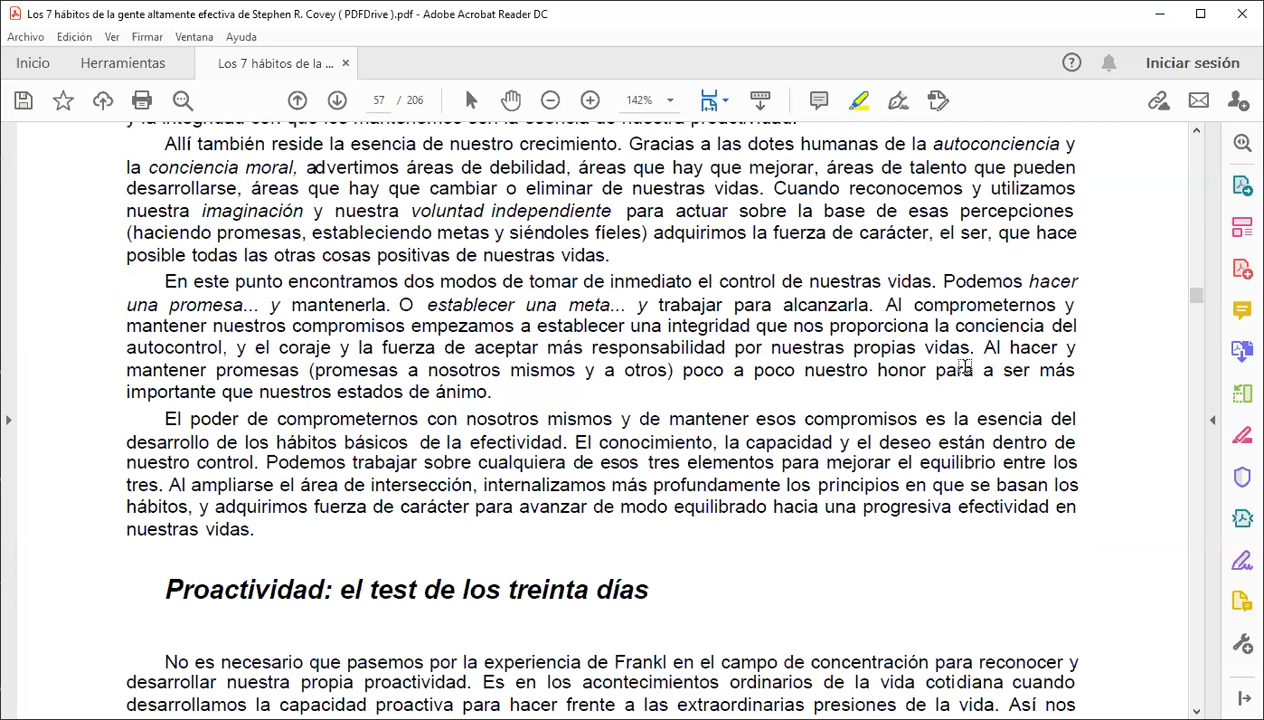 Los 7 hábitos de la gente altamente efectiva de Stephen R. Covey ( PDFDrive ).pdf - Adobe Acrobat Reader DC
Archivo Edición Ver Firmar Ventana Ayuda
Inicio Herramientas Los 7 hábitos de la ... × Iniciar sesión
57 / 206 142%
y la integridad con que los mantenemos son la esencia de nuestra proactividad.
Allí también reside la esencia de nuestro crecimiento. Gracias a las dotes humanas de la autoconciencia y
la conciencia moral, advertimos áreas de debilidad, áreas que hay que mejorar, áreas de talento que pueden
desarrollarse, áreas que hay que cambiar o eliminar de nuestras vidas. Cuando reconocemos y utilizamos
nuestra imaginación y nuestra voluntad independiente para actuar sobre la base de esas percepciones
(haciendo promesas, estableciendo metas y siéndoles fíeles) adquirimos la fuerza de carácter, el ser, que hace
posible todas las otras cosas positivas de nuestras vidas.
En este punto encontramos dos modos de tomar de inmediato el control de nuestras vidas. Podemos hacer
una promesa... y mantenerla. O establecer una meta... y trabajar para alcanzarla. Al comprometernos y
mantener nuestros compromisos empezamos a establecer una integridad que nos proporciona la conciencia del
autocontrol, y el coraje y la fuerza de aceptar más responsabilidad por nuestras propias vidas. Al hacer y
mantener promesas (promesas a nosotros mismos y a otros) poco a poco nuestro honor para a ser más
importante que nuestros estados de ánimo.
El poder de comprometernos con nosotros mismos y de mantener esos compromisos es la esencia del
desarrollo de los hábitos básicos de la efectividad. El conocimiento, la capacidad y el deseo están dentro de
nuestro control. Podemos trabajar sobre cualquiera de esos tres elementos para mejorar el equilibrio entre los
tres. Al ampliarse el área de intersección, internalizamos más profundamente los principios en que se basan los
hábitos, y adquirimos fuerza de carácter para avanzar de modo equilibrado hacia una progresiva efectividad en
nuestras vidas.
Proactividad: el test de los treinta días
No es necesario que pasemos por la experiencia de Frankl en el campo de concentración para reconocer y
desarrollar nuestra propia proactividad. Es en los acontecimientos ordinarios de la vida cotidiana cuando
desarrollamos la capacidad proactiva para hacer frente a las extraordinarias presiones de la vida. Así nos